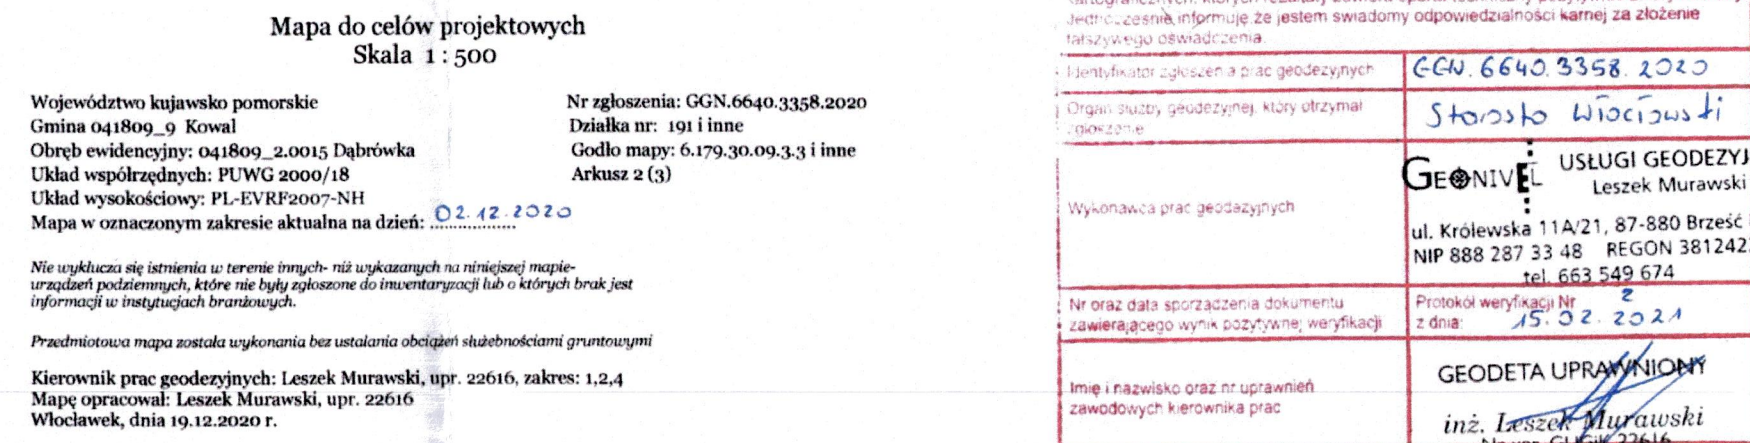 Mapa do celów projektowych
Skala 1 : 500
Województwo kujawsko pomorskie
Gmina 041809_9 Kowal
Obręb ewidencyjny: 041809_2.0015 Dąbrówka
Układ współrzędnych: PUWG 2000/18
Układ wysokościowy: PL-EVRF2007-NH
Mapa w oznaczonym zakresie aktualna na dzień: 02.12.2020
Nr zgłoszenia: GGN.6640.3358.2020
Działka nr: 191 i inne
Godło mapy: 6.179.30.09.3.3 i inne
Arkusz 2 (3)
Nie wyklucza się istnienia w terenie innych- niż wykazanych na niniejszej mapie-
urządzeń podziemnych, które nie były zgłoszone do inwentaryzacji lub o których brak jest
informacji w instytucjach branżowych.
Przedmiotowa mapa została wykonania bez ustalania obciążeń służebnościami gruntowymi
Kierownik prac geodezyjnych: Leszek Murawski, upr. 22616, zakres: 1,2,4
Mapę opracował: Leszek Murawski, upr. 22616
Włocławek, dnia 19.12.2020 r.
Jednocześnie informuję że jestem swiadomy odpowiedzialności karnej za złożenie
fałszywego oświadczenia
Identyfikator zgłoszenia prac geodezyjnych
GGN. 6640. 3358. 2020
Organ służby geodezyjnej, który otrzymał
zgłoszenie
Starosta Włocławski
Wykonawca prac geodezyjnych
GEONIVEL USŁUGI GEODEZYJ
Leszek Murawski
ul. Królewska 11A/21, 87-880 Brześć
NIP 888 287 33 48 REGON 381242
tel. 663 549 674
Nr oraz data sporządzenia dokumentu
zawierającego wynik pozytywnej weryfikacji
Protokół weryfikacji Nr 2
z dnia: 15.02.2021
Imię i nazwisko oraz nr uprawnień
zawodowych kierownika prac
GEODETA UPRAWNIONY
inż. Leszek Murawski
22616